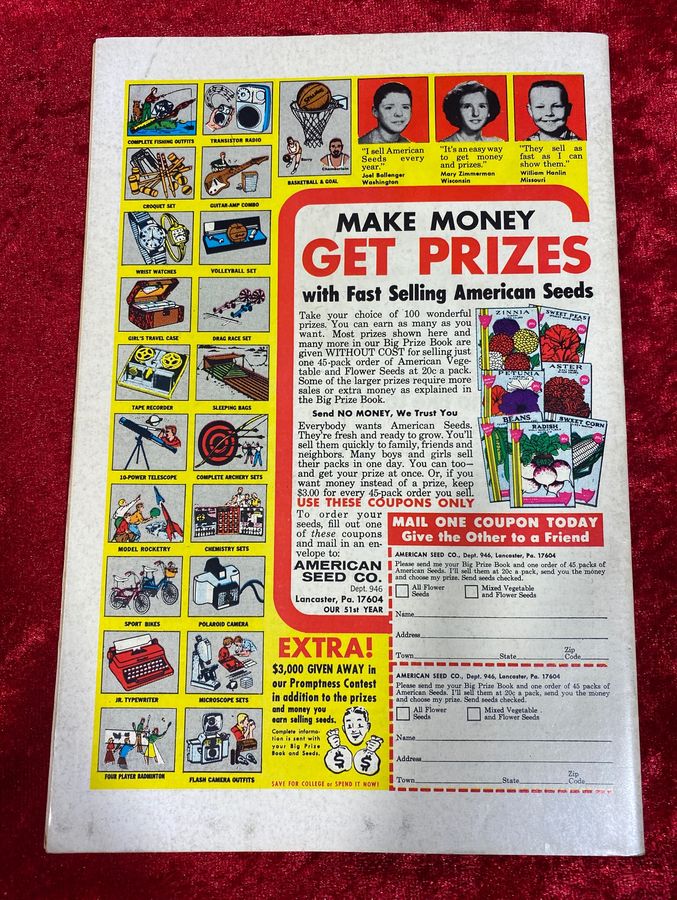 COMPLETE FISHING OUTFITS
TRANSISTOR RADIO
Spalding
Barry
Chamberlain
BASKETBALL & GOAL
CROQUET SET
GUITAR-AMP COMBO
WRIST WATCHES
VOLLEYBALL SET
GIRL'S TRAVEL CASE
DRAG RACE SET
TAPE RECORDER
SLEEPING BAGS
10-POWER TELESCOPE
COMPLETE ARCHERY SETS
MODEL ROCKETRY
CHEMISTRY SETS
SPORT BIKES
POLAROID CAMERA
JR. TYPEWRITER
MICROSCOPE SETS
FOUR PLAYER BADMINTON
FLASH CAMERA OUTFITS
"I sell American
Seeds every
year."
Joel Ballenger
Washington
"It's an easy way
to get money
and prizes."
Mary Zimmerman
Wisconsin
"They sell as
fast as I can
show them."
William Hanlin
Missouri
MAKE MONEY
GET PRIZES
with Fast Selling American Seeds
Take your choice of 100 wonderful
prizes. You can earn as many as you
want. Most prizes shown here and
many more in our Big Prize Book are
given WITHOUT COST for selling just
one 45-pack order of American Vege-
table and Flower Seeds at 20c a pack.
Some of the larger prizes require more
sales or extra money as explained in
the Big Prize Book.
Send NO MONEY, We Trust You
Everybody wants American Seeds.
They're fresh and ready to grow. You'll
sell them quickly to family, friends and
neighbors. Many boys and girls sell
their packs in one day. You can too—
and get your prize at once. Or, if you
want money instead of a prize, keep
$3.00 for every 45-pack order you sell.
ZINNIA
SWEET PEAS
PETUNIA
ASTER
BEANS
RADISH
SWEET CORN
USE THESE COUPONS ONLY
To order your
seeds, fill out one
of these coupons
and mail in an en-
velope to:
AMERICAN
SEED CO.
Dept. 946
Lancaster, Pa. 17604
OUR 51st YEAR
MAIL ONE COUPON TODAY
Give the Other to a Friend
AMERICAN SEED CO., Dept. 946, Lancaster, Pa. 17604
Please send me your Big Prize Book and one order of 45 packs of
American Seeds. I'll sell them at 20c a pack, send you the money
and choose my prize. Send seeds checked.
All Flower
Seeds
Mixed Vegetable
and Flower Seeds
Name
Address
Town State Zip Code
AMERICAN SEED CO., Dept. 946, Lancaster, Pa. 17604
Please send me your Big Prize Book and one order of 45 packs of
American Seeds. I'll sell them at 20c a pack, send you the money
and choose my prize. Send seeds checked.
All Flower
Seeds
Mixed Vegetable
and Flower Seeds
Name
Address
Town State Zip Code
EXTRA!
$3,000 GIVEN AWAY in
our Promptness Contest
in addition to the prizes
and money you
earn selling seeds.
Complete informa-
tion is sent with
your Big Prize
Book and Seeds.
$ $
SAVE FOR COLLEGE or SPEND IT NOW!